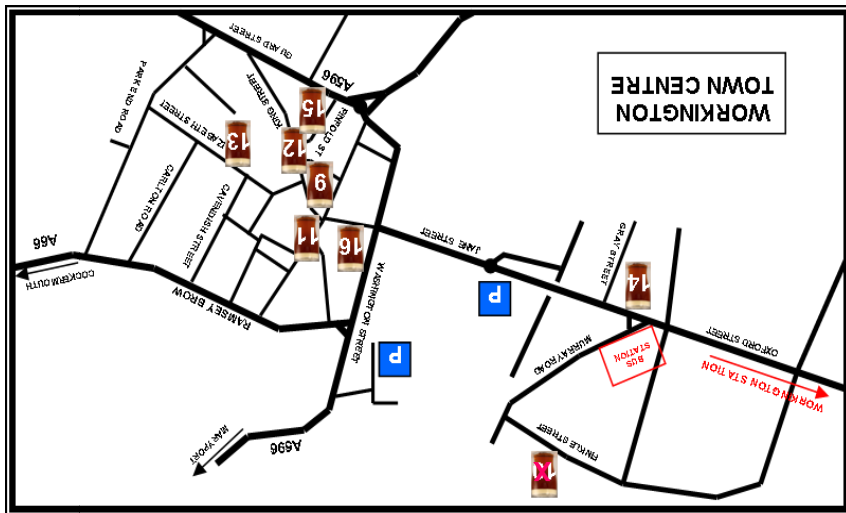 FINKLE STREET
10
MARYPORT
A596
WORKINGTON STATION
BUS
STATION
MURRAY ROAD
OXFORD STREET
P
P
WASHINGTON STREET
RAMSEY BROW
COCKERMOUTH
A66
14
GRAY STREET
JANE STREET
16
11
CAVENDISH STREET
CARLTON ROAD
9
12
13
IZABETH STREET
PINFOLD ST
15
KING STREET
PARK END ROAD
WORKINGTON
TOWN CENTRE
A596
GUARD STREET